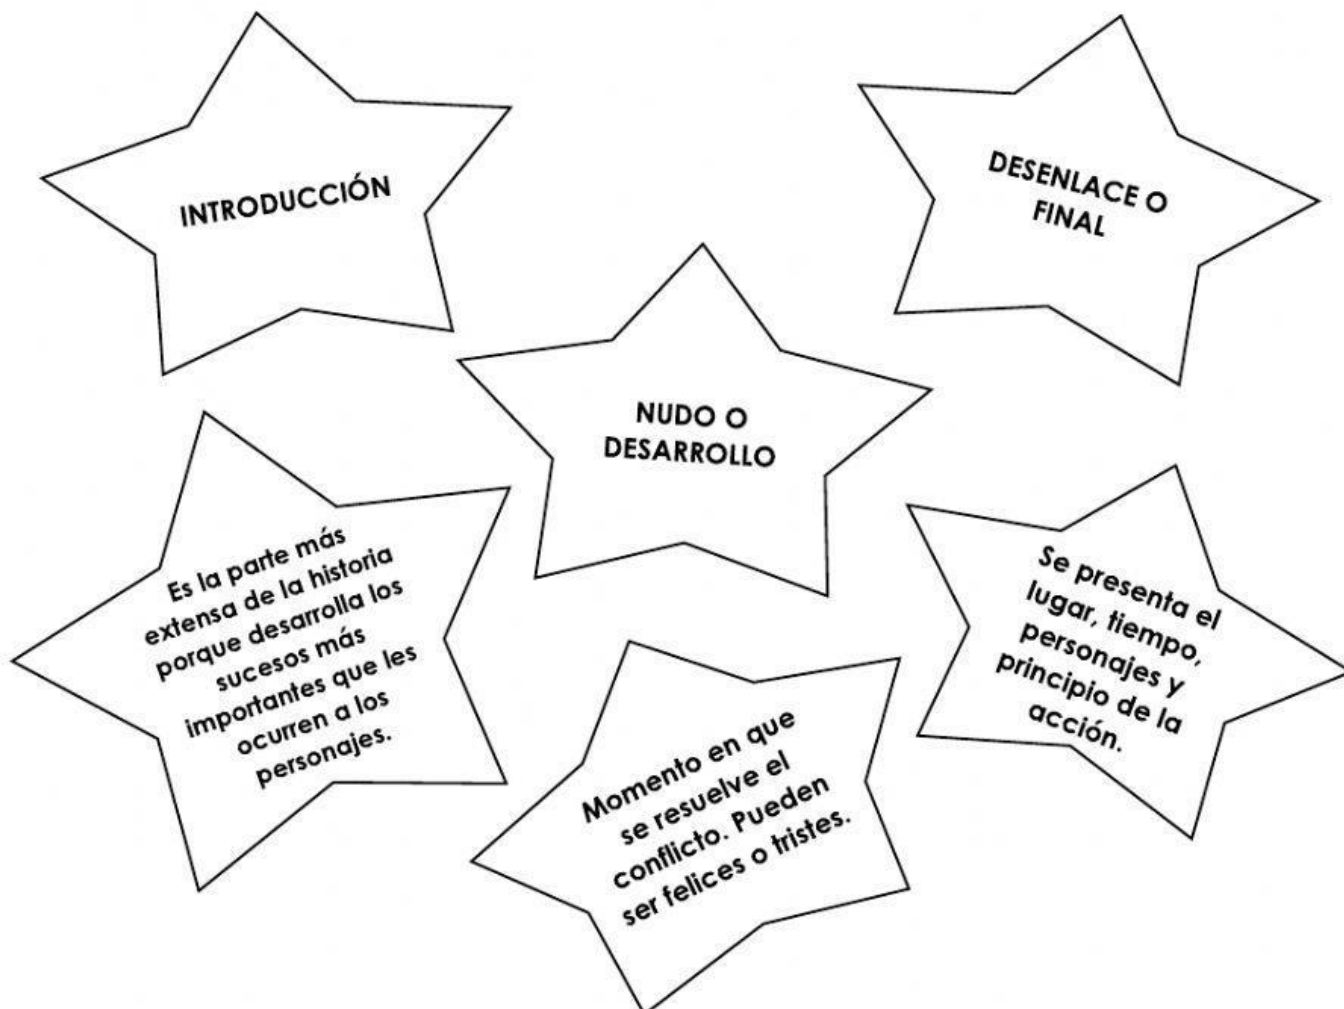 INTRODUCCIÓN
DESENLACE O
FINAL
NUDO O
DESARROLLO
Es la parte más
extensa de la historia
porque desarrolla los
sucesos más
importantes que les
ocurren a los
personajes.
Se presenta el
lugar, tiempo,
personajes y
principio de la
acción.
Momento en que
se resuelve el
conflicto. Pueden
ser felices o tristes.